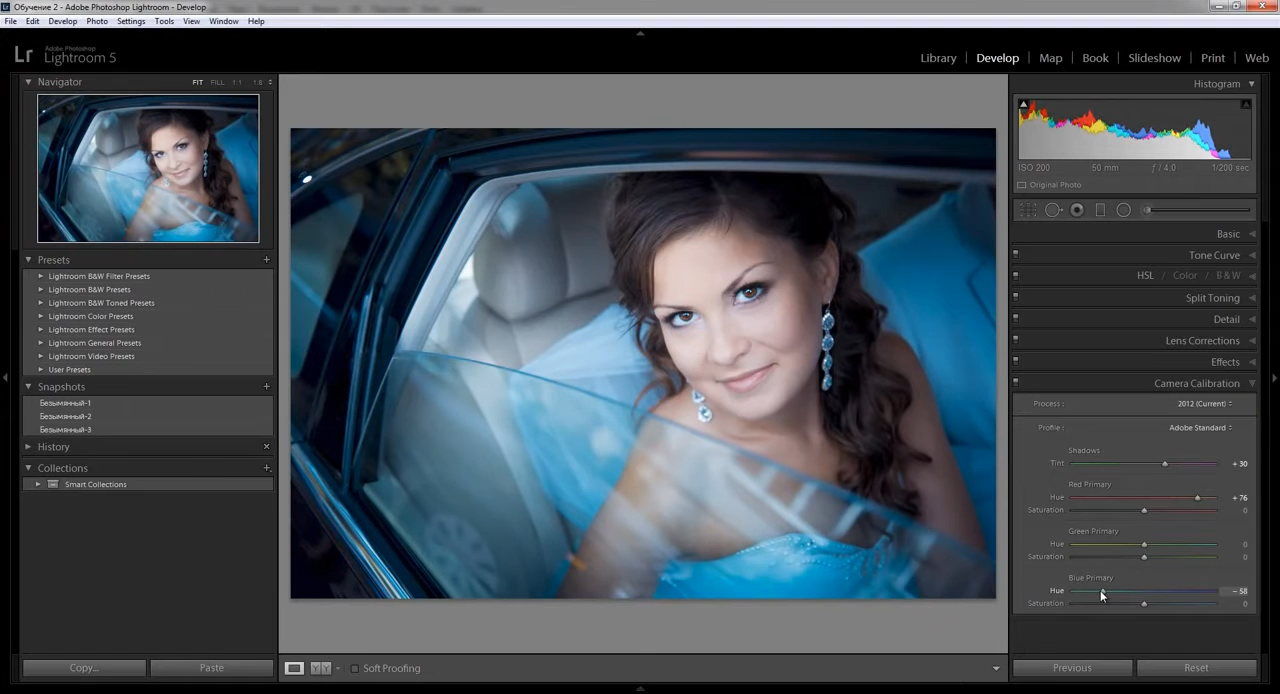 Обучение 2 - Adobe Photoshop Lightroom - Develop
File Edit Develop Photo Settings Tools View Window Help
Lr Adobe Photoshop
Lightroom 5
Library Develop Map Book Slideshow Print Web
Navigator FIT FILL 1:1 1:8
Presets
Lightroom B&W Filter Presets
Lightroom B&W Presets
Lightroom B&W Toned Presets
Lightroom Color Presets
Lightroom Effect Presets
Lightroom General Presets
Lightroom Video Presets
User Presets
Snapshots
Безымянный-1
Безымянный-2
Безымянный-3
History
Collections
Smart Collections
Copy... Paste
Soft Proofing
Histogram
ISO 200 50 mm ƒ / 4.0 1/200 sec
Original Photo
Basic
Tone Curve
HSL / Color / B & W
Split Toning
Detail
Lens Corrections
Effects
Camera Calibration
Process : 2012 (Current)
Profile : Adobe Standard
Shadows
Tint + 30
Red Primary
Hue + 76
Saturation 0
Green Primary
Hue 0
Saturation 0
Blue Primary
Hue - 58
Saturation 0
Previous Reset